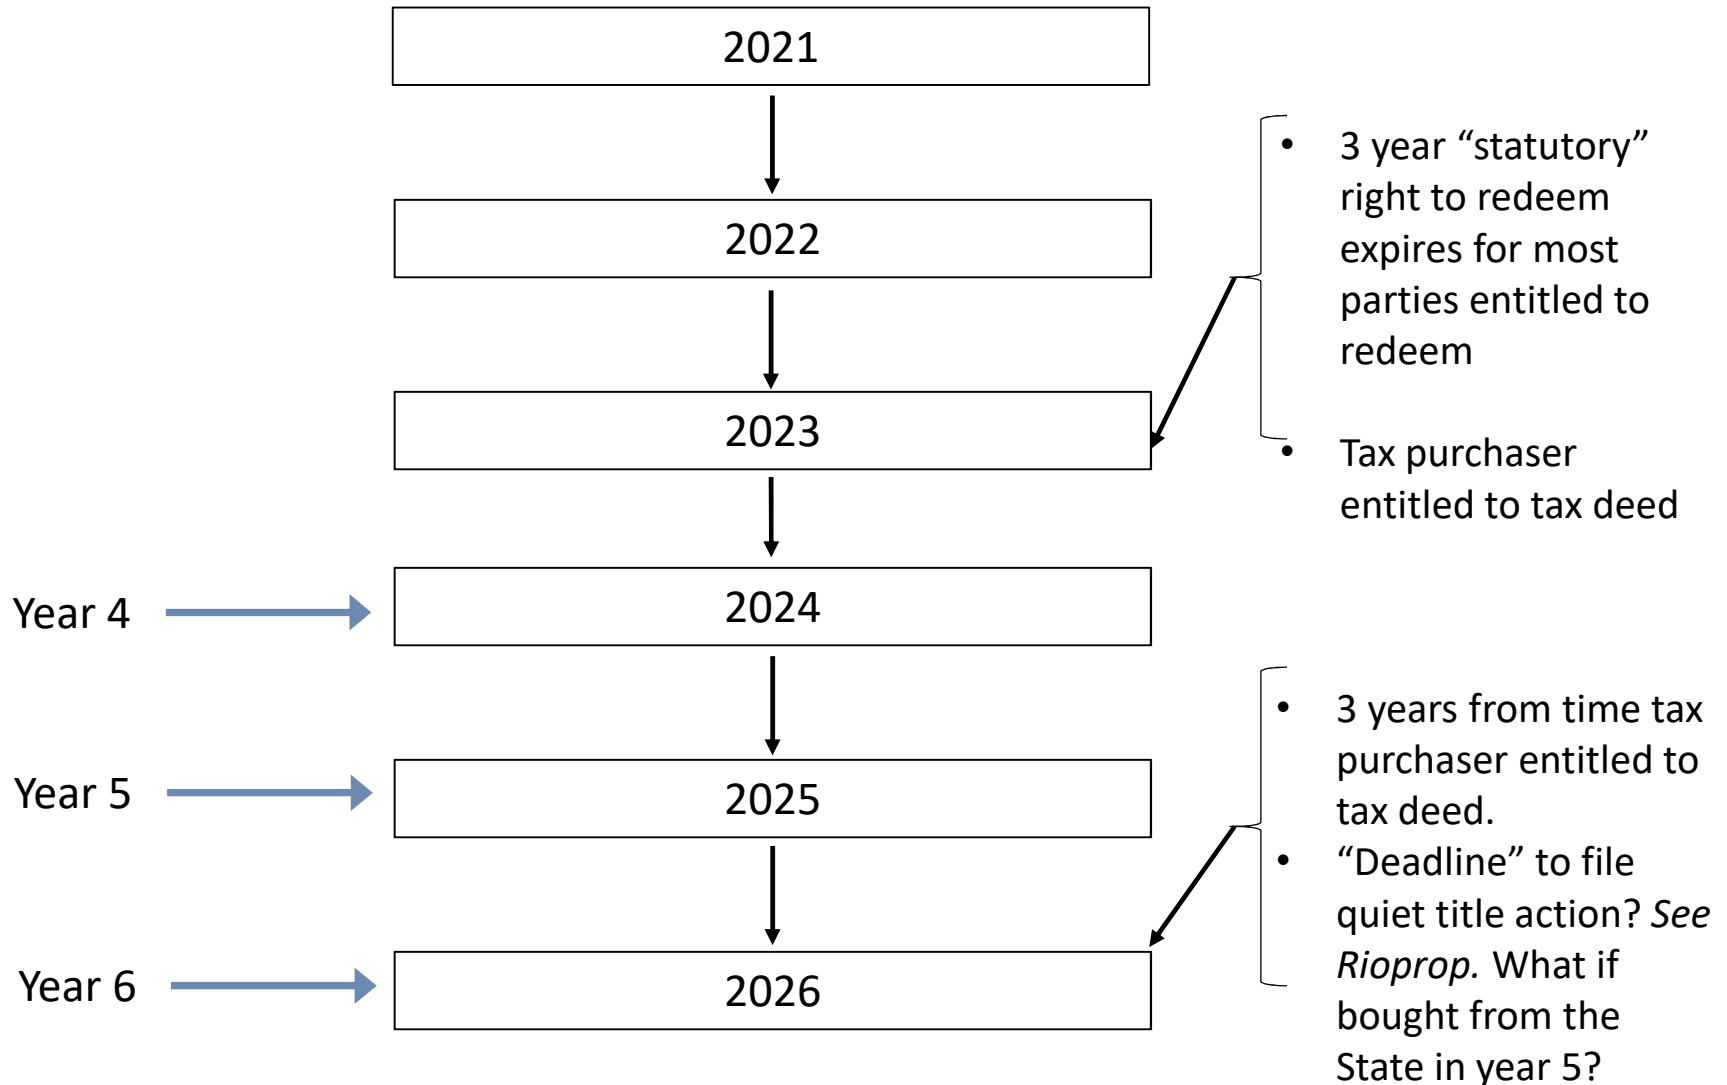 2021
2022
2023
• 3 year “statutory”
right to redeem
expires for most
parties entitled to
redeem
• Tax purchaser
entitled to tax deed
Year 4
2024
Year 5
2025
Year 6
2026
• 3 years from time tax
purchaser entitled to
tax deed.
• “Deadline” to file
quiet title action? See
Rioprop. What if
bought from the
State in year 5?